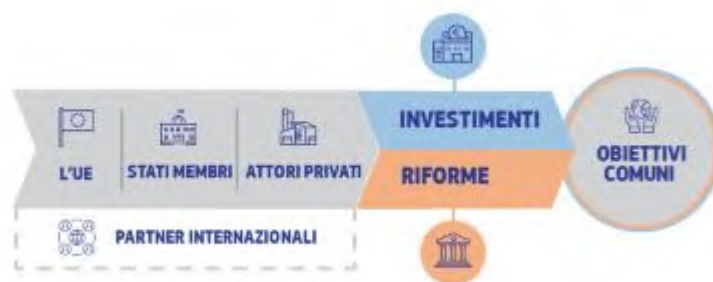 L'UE
STATI MEMBRI
ATTORI PRIVATI
INVESTIMENTI
RIFORME
OBIETTIVI
COMUNI
PARTNER INTERNAZIONALI